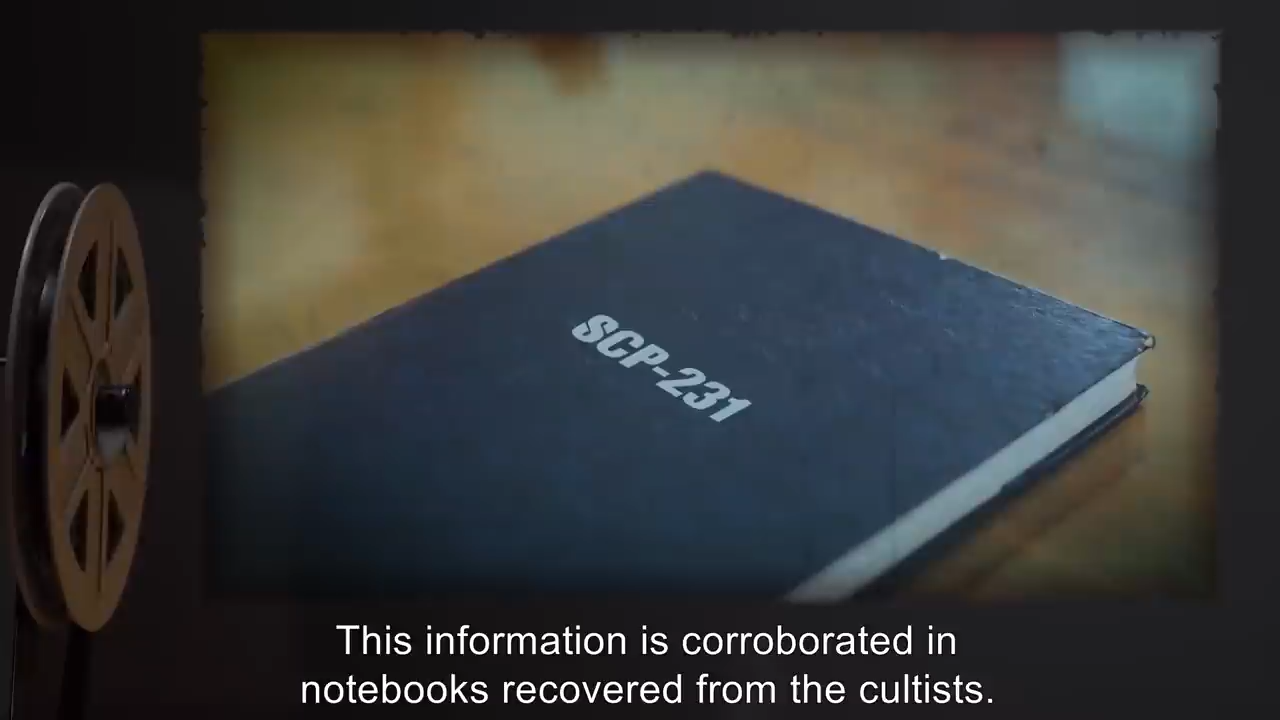 SCP-231
This information is corroborated in
notebooks recovered from the cultists.